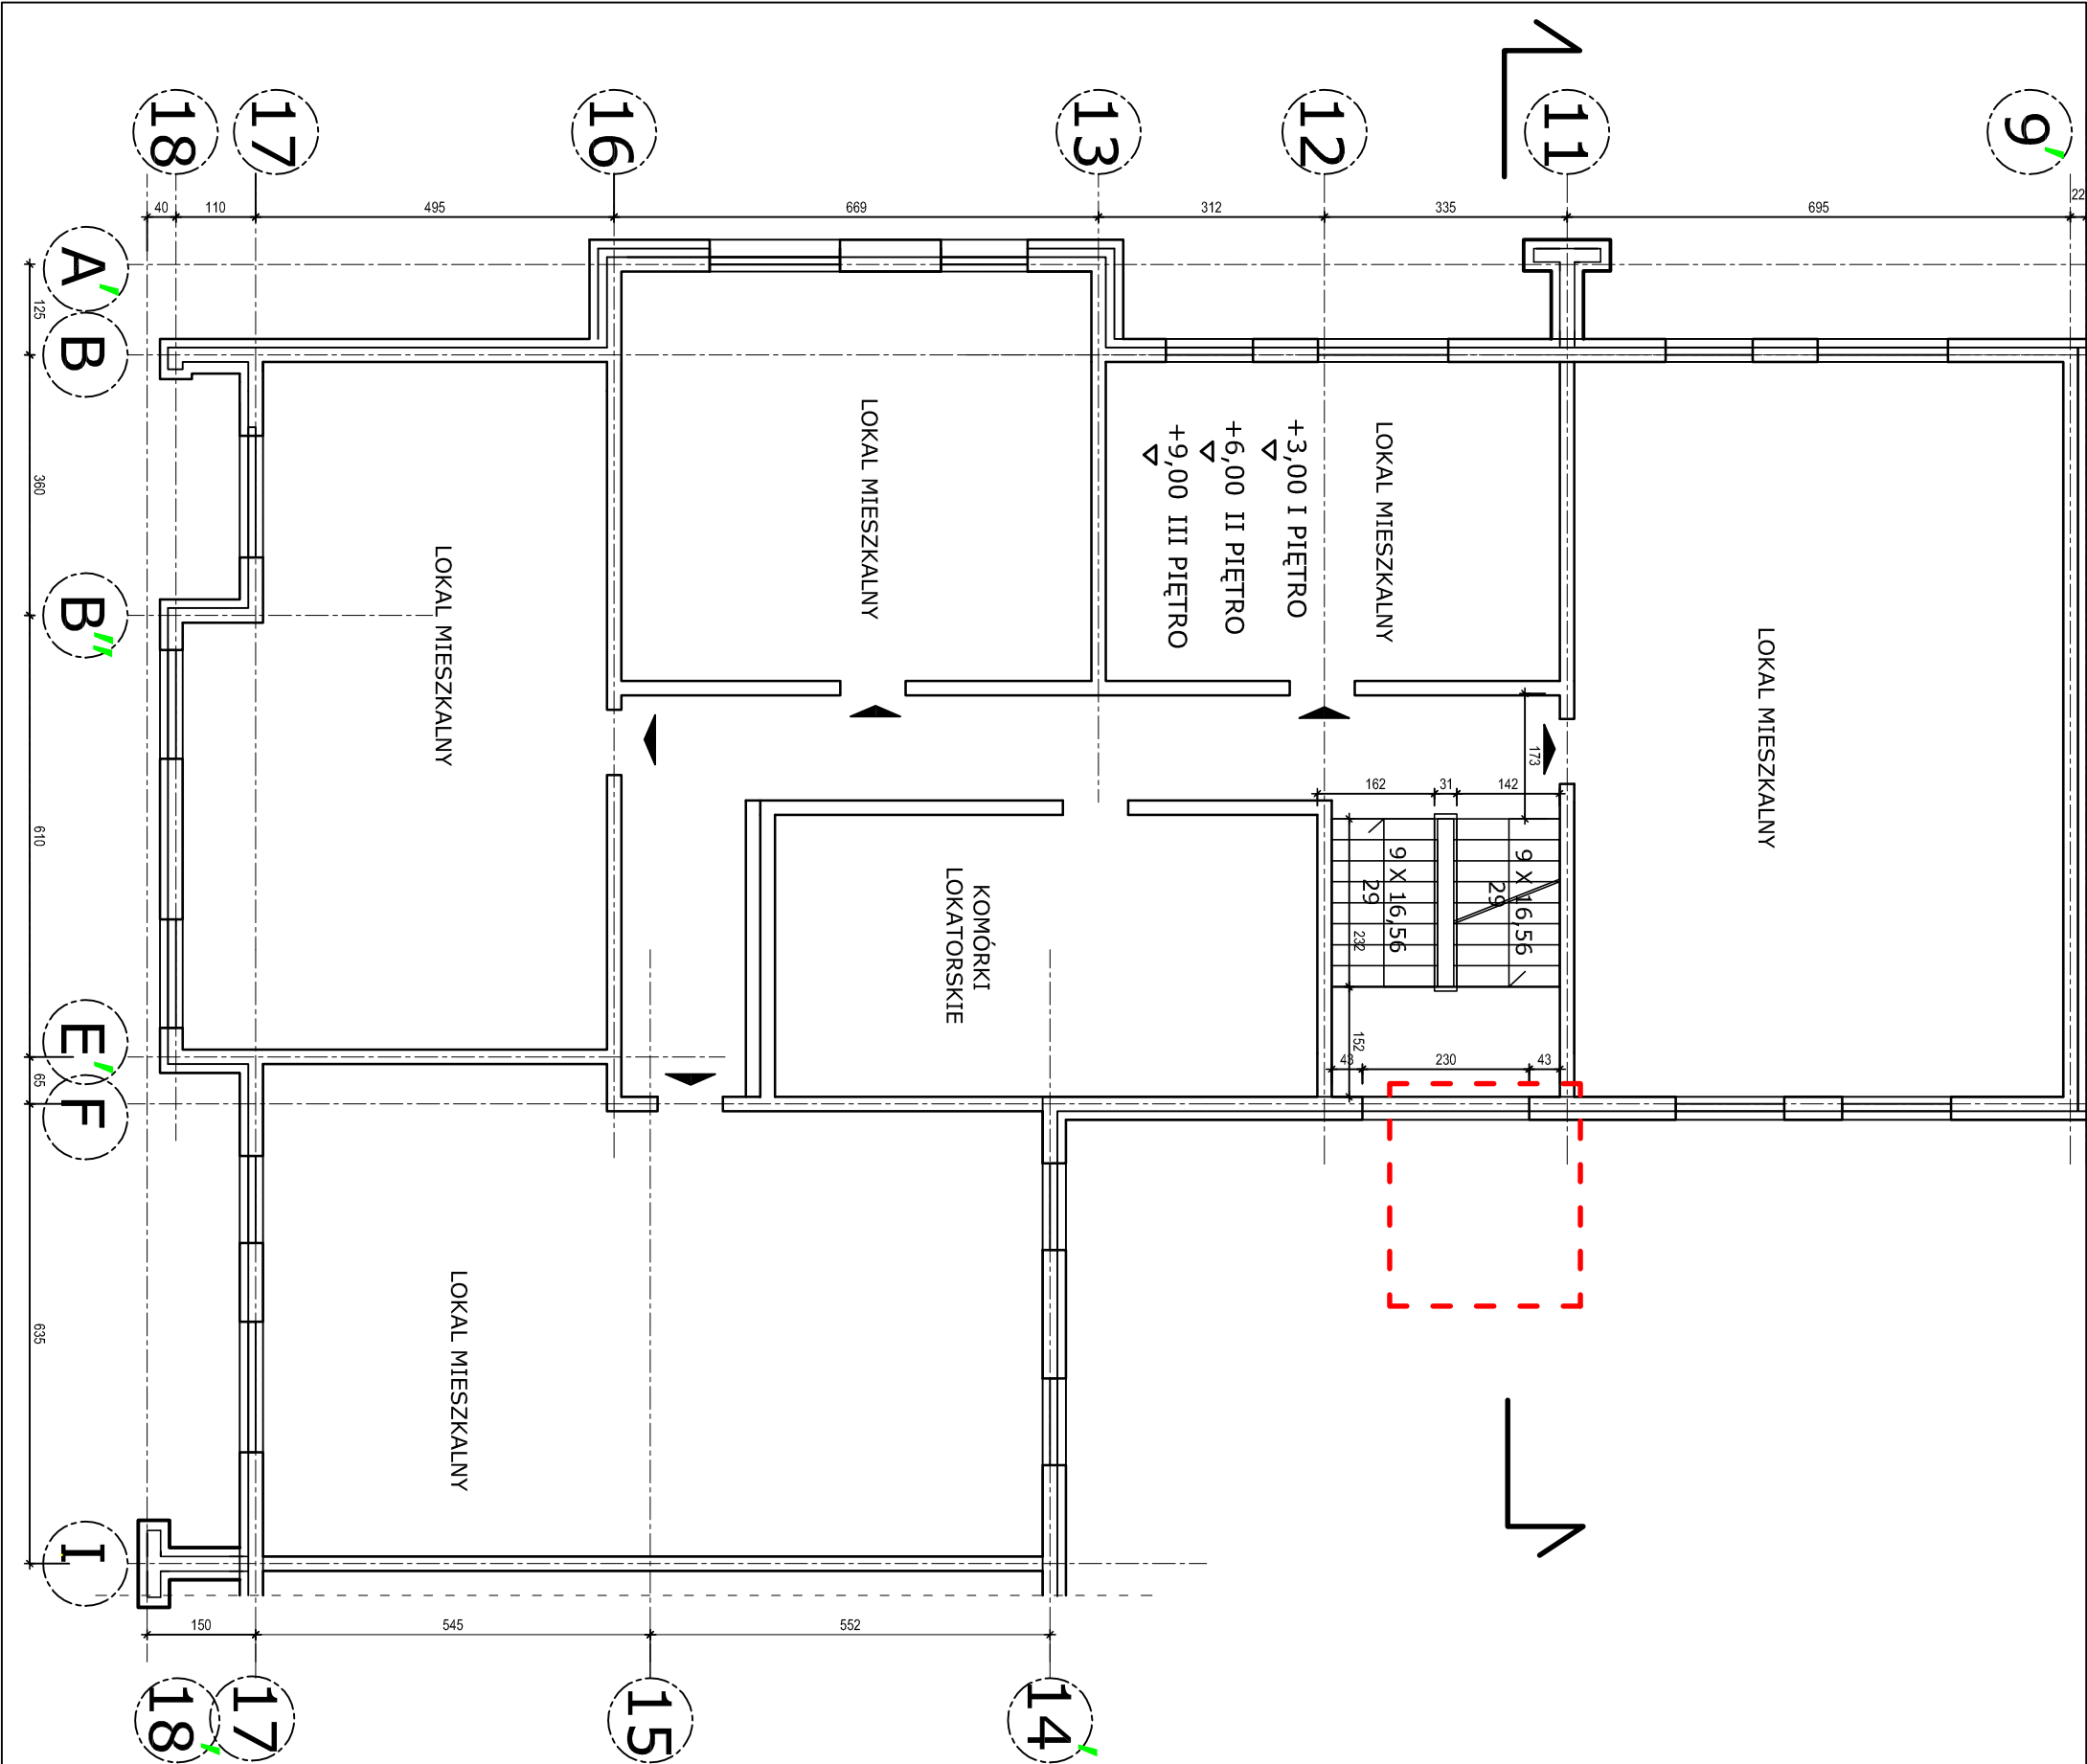 18
17
16
13
12
11
9'
40
110
495
669
312
335
695
22
A'
B
B''
E'
F
I
125
360
610
65
635
LOKAL MIESZKALNY
LOKAL MIESZKALNY
LOKAL MIESZKALNY
+3,00 I PIĘTRO
+6,00 II PIĘTRO
+9,00 III PIĘTRO
LOKAL MIESZKALNY
173
162
31
142
9 X 16,56
29
9 X 16,56
29
232
152
43
230
43
KOMÓRKI
LOKATORSKIE
LOKAL MIESZKALNY
150
545
552
18'
17
15
14'